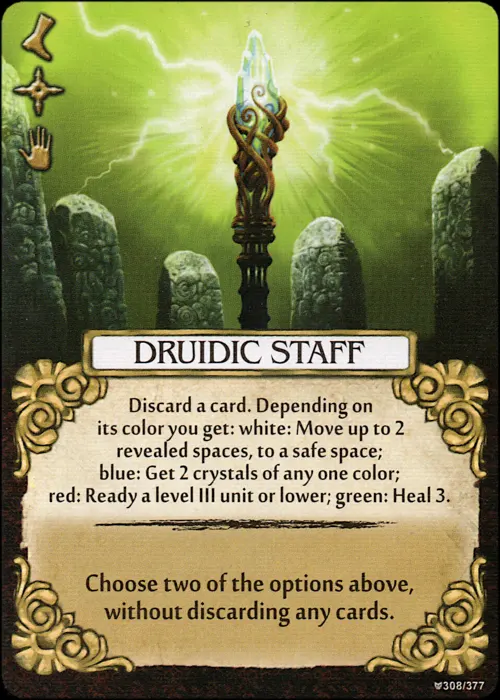 DRUIDIC STAFF
Discard a card. Depending on
its color you get: white: Move up to 2
revealed spaces, to a safe space;
blue: Get 2 crystals of any one color;
red: Ready a level III unit or lower; green: Heal 3.
Choose two of the options above,
without discarding any cards.
308/377